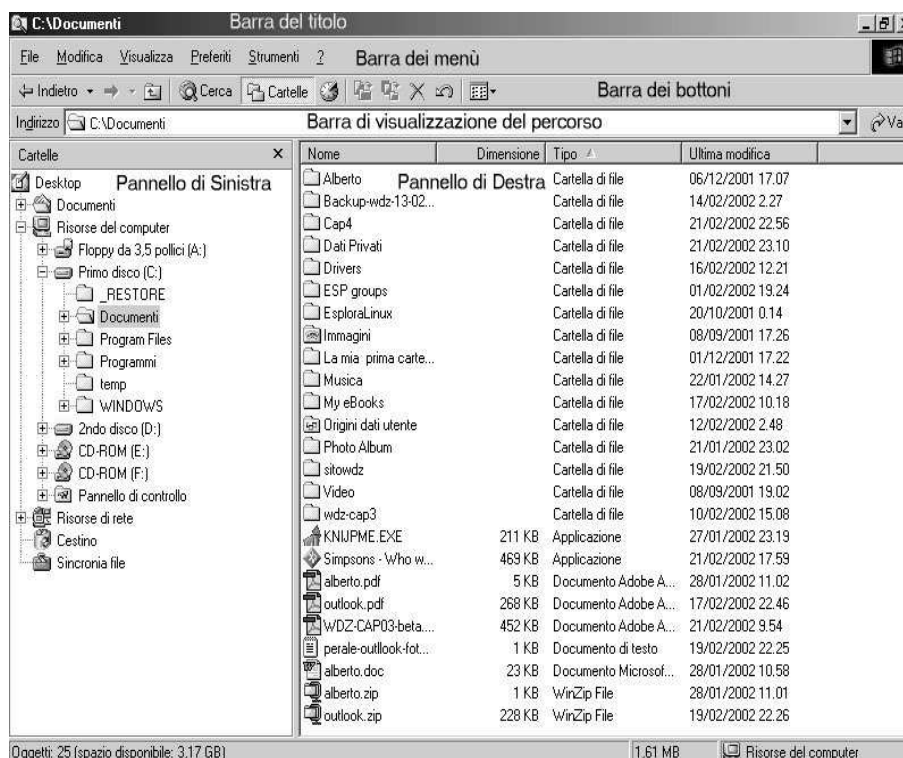 C:\Documenti Barra del titolo
File Modifica Visualizza Preferiti Strumenti ? Barra dei menù
Indietro Cerca Cartelle Barra dei bottoni
Indirizzo C:\Documenti Barra di visualizzazione del percorso Va
Cartelle x
Desktop Pannello di Sinistra
Documenti
Risorse del computer
Floppy da 3,5 pollici (A:)
Primo disco (C:)
_RESTORE
Documenti
Program Files
Programmi
temp
WINDOWS
2ndo disco (D:)
CD-ROM (E:)
CD-ROM (F:)
Pannello di controllo
Risorse di rete
Cestino
Sincronia file
Nome Dimensione Tipo Ultima modifica
Alberto Pannello di Destra Cartella di file 06/12/2001 17.07
Backup-wdz-13-02... Cartella di file 14/02/2002 2.27
Cap4 Cartella di file 21/02/2002 22.56
Dati Privati Cartella di file 21/02/2002 23.10
Drivers Cartella di file 16/02/2002 12.21
ESP groups Cartella di file 01/02/2002 19.24
EsploraLinux Cartella di file 20/10/2001 0.14
Immagini Cartella di file 08/09/2001 17.26
La mia prima carte... Cartella di file 01/12/2001 17.22
Musica Cartella di file 22/01/2002 14.27
My eBooks Cartella di file 17/02/2002 10.18
Origini dati utente Cartella di file 12/02/2002 2.48
Photo Album Cartella di file 21/01/2002 23.02
sitowdz Cartella di file 19/02/2002 21.50
Video Cartella di file 08/09/2001 19.02
wdz-cap3 Cartella di file 10/02/2002 15.08
KNIJPME.EXE 211 KB Applicazione 27/01/2002 23.19
Simpsons - Who w... 469 KB Applicazione 21/02/2002 17.59
alberto.pdf 5 KB Documento Adobe A... 28/01/2002 11.02
outlook.pdf 268 KB Documento Adobe A... 17/02/2002 22.46
WDZ-CAP03-beta.... 452 KB Documento Adobe A... 21/02/2002 9.54
perale-outllook-fot... 1 KB Documento di testo 19/02/2002 22.25
alberto.doc 23 KB Documento Microsof... 28/01/2002 10.58
alberto.zip 1 KB WinZip File 28/01/2002 11.01
outlook.zip 228 KB WinZip File 19/02/2002 22.26
Oggetti: 25 (spazio disponibile: 3,17 GB) 1,61 MB Risorse del computer